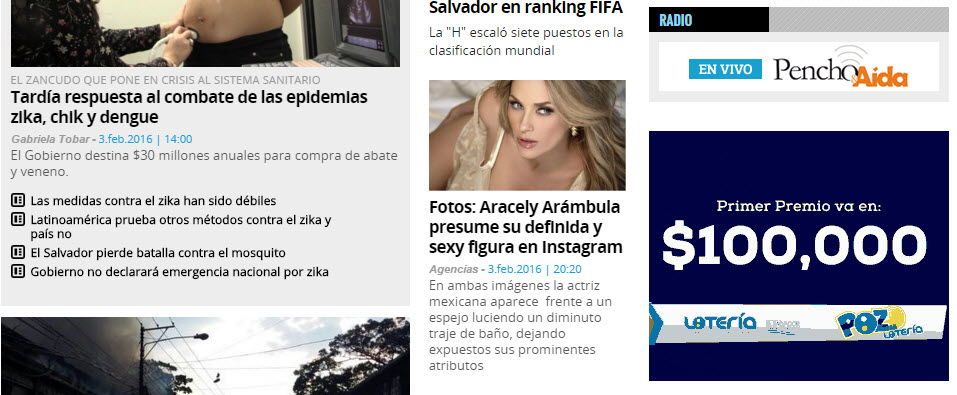 EL ZANCUDO QUE PONE EN CRISIS AL SISTEMA SANITARIO
Tardía respuesta al combate de las epidemias
zika, chik y dengue
Gabriela Tobar - 3.feb.2016 | 14:00
El Gobierno destina $30 millones anuales para compra de abate
y veneno.
Las medidas contra el zika han sido débiles
Latinoamérica prueba otros métodos contra el zika y
país no
El Salvador pierde batalla contra el mosquito
Gobierno no declarará emergencia nacional por zika
Salvador en ranking FIFA
La "H" escaló siete puestos en la
clasificación mundial
Fotos: Aracely Arámbula
presume su definida y
sexy figura en Instagram
Agencias - 3.feb.2016 | 20:20
En ambas imágenes la actriz
mexicana aparece frente a un
espejo luciendo un diminuto
traje de baño, dejando
expuestos sus prominentes
atributos
RADIO
EN VIVO Pencho&Aida
Primer Premio va en:
$100,000
LOTERÍA
LOTERÍA